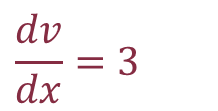 dv/dx = 3